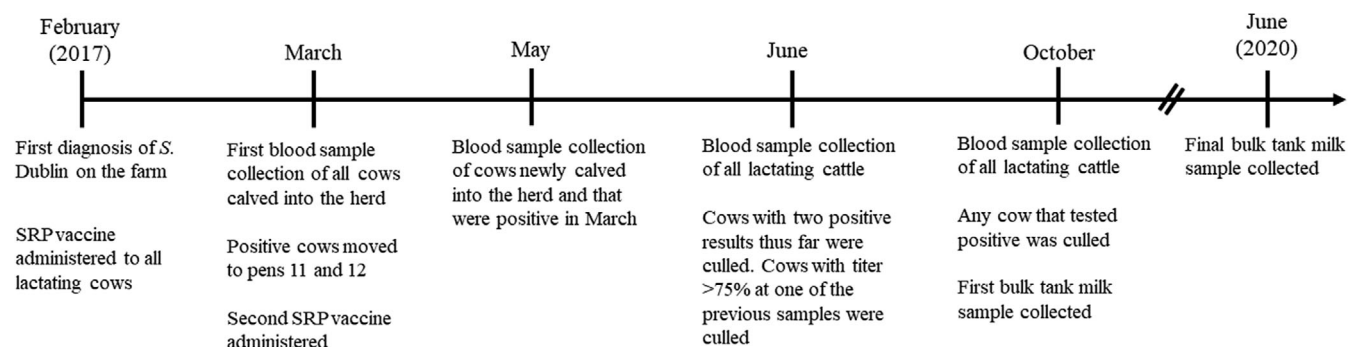 February
(2017)
March
May
June
October
June
(2020)
First diagnosis of S.
Dublin on the farm
SRP vaccine
administered to all
lactating cows
First blood sample
collection of all cows
calved into the herd
Positive cows moved
to pens 11 and 12
Second SRP vaccine
administered
Blood sample collection
of cows newly calved
into the herd and that
were positive in March
Blood sample collection
of all lactating cattle
Cows with two positive
results thus far were
culled. Cows with titer
>75% at one of the
previous samples were
culled
Blood sample collection
of all lactating cattle
Any cow that tested
positive was culled
First bulk tank milk
sample collected
Final bulk tank milk
sample collected